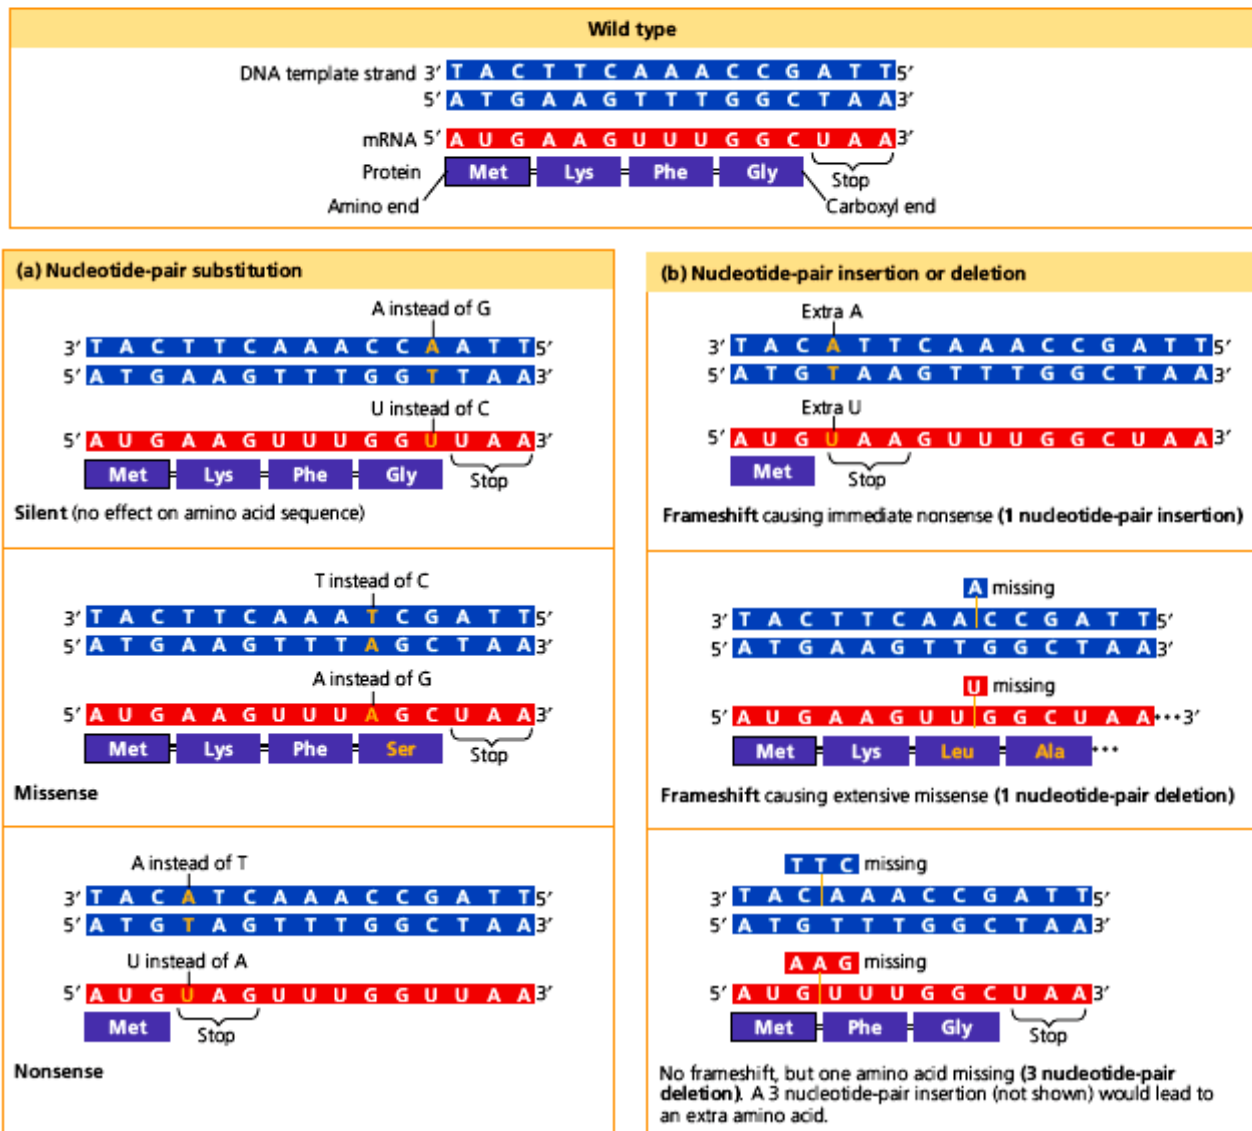 Wild type
DNA template strand 3′ T A C T T C A A A C C G A T T 5′
5′ A T G A A G T T T G G C T A A 3′
mRNA 5′ A U G A A G U U U G G C U A A 3′
Protein Met Lys Phe Gly Stop
Amino end Carboxyl end
(a) Nucleotide-pair substitution
A instead of G
3′ T A C T T C A A A C C A A T T 5′
5′ A T G A A G T T T G G T T A A 3′
U instead of C
5′ A U G A A G U U U G G U U A A 3′
Met Lys Phe Gly Stop
Silent (no effect on amino acid sequence)
T instead of C
3′ T A C T T C A A A T C G A T T 5′
5′ A T G A A G T T T A G C T A A 3′
A instead of G
5′ A U G A A G U U U A G C U A A 3′
Met Lys Phe Ser Stop
Missense
A instead of T
3′ T A C A T C A A A C C G A T T 5′
5′ A T G T A G T T T G G C T A A 3′
U instead of A
5′ A U G U A G U U U G G U U A A 3′
Met Stop
Nonsense
(b) Nucleotide-pair insertion or deletion
Extra A
3′ T A C A T T C A A A C C G A T T 5′
5′ A T G T A A G T T T G G C T A A 3′
Extra U
5′ A U G U A A G U U U G G C U A A 3′
Met Stop
Frameshift causing immediate nonsense (1 nucleotide-pair insertion)
A missing
3′ T A C T T C A A C C G A T T 5′
5′ A T G A A G T T G G C T A A 3′
U missing
5′ A U G A A G U U G G C U A A ··· 3′
Met Lys Leu Ala ···
Frameshift causing extensive missense (1 nucleotide-pair deletion)
T T C missing
3′ T A C A A A C C G A T T 5′
5′ A T G T T T G G C T A A 3′
A A G missing
5′ A U G U U U G G C U A A 3′
Met Phe Gly Stop
No frameshift, but one amino acid missing (3 nucleotide-pair
deletion). A 3 nucleotide-pair insertion (not shown) would lead to
an extra amino acid.